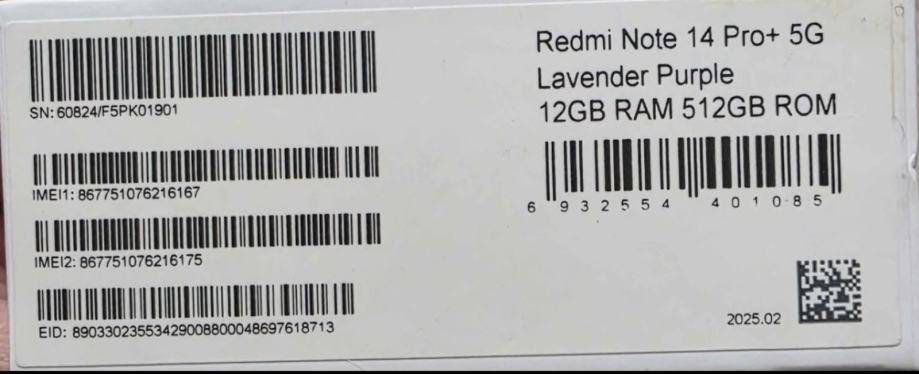 SN: 60824/F5PK01901
IMEI1: 867751076216167
IMEI2: 867751076216175
EID: 89033023553429008800048697618713
Redmi Note 14 Pro+ 5G
Lavender Purple
12GB RAM 512GB ROM
6 932554 401085
2025.02